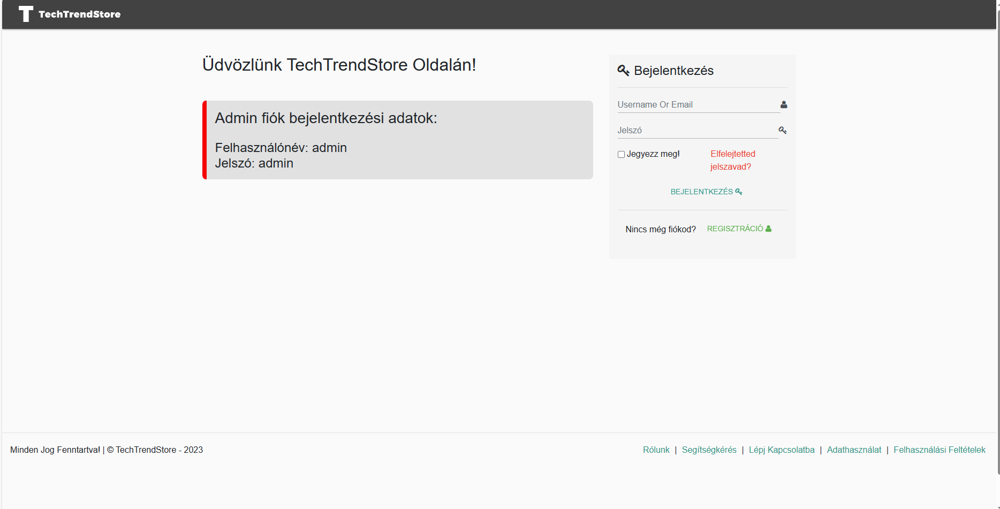 TechTrendStore
Üdvözlünk TechTrendStore Oldalán!
Admin fiók bejelentkezési adatok:
Felhasználónév: admin
Jelszó: admin
Bejelentkezés
Username Or Email
Jelszó
Jegyezz meg!
Elfelejtetted
jelszavad?
BEJELENTKEZÉS
Nincs még fiókod? REGISZTRÁCIÓ
Minden Jog Fenntartva! | © TechTrendStore - 2023
Rólunk | Segítségkérés | Lépj Kapcsolatba | Adathasználat | Felhasználási Feltételek